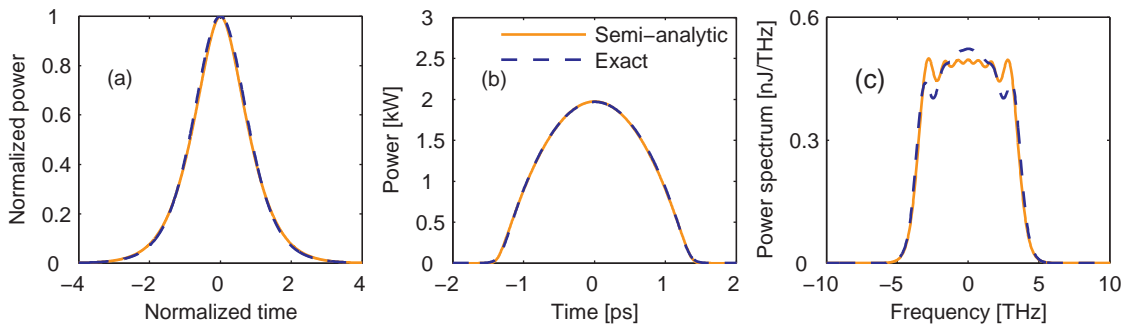 1
0.8
0.6
0.4
0.2
0
−4
−2
0
2
4
Normalized power
Normalized time
(a)
3
2.5
2
1.5
1
0.5
0
−2
−1
0
1
2
Power [kW]
Time [ps]
(b)
Semi−analytic
Exact
0.6
0.3
0
−10
−5
0
5
10
Power spectrum [nJ/THz]
Frequency [THz]
(c)